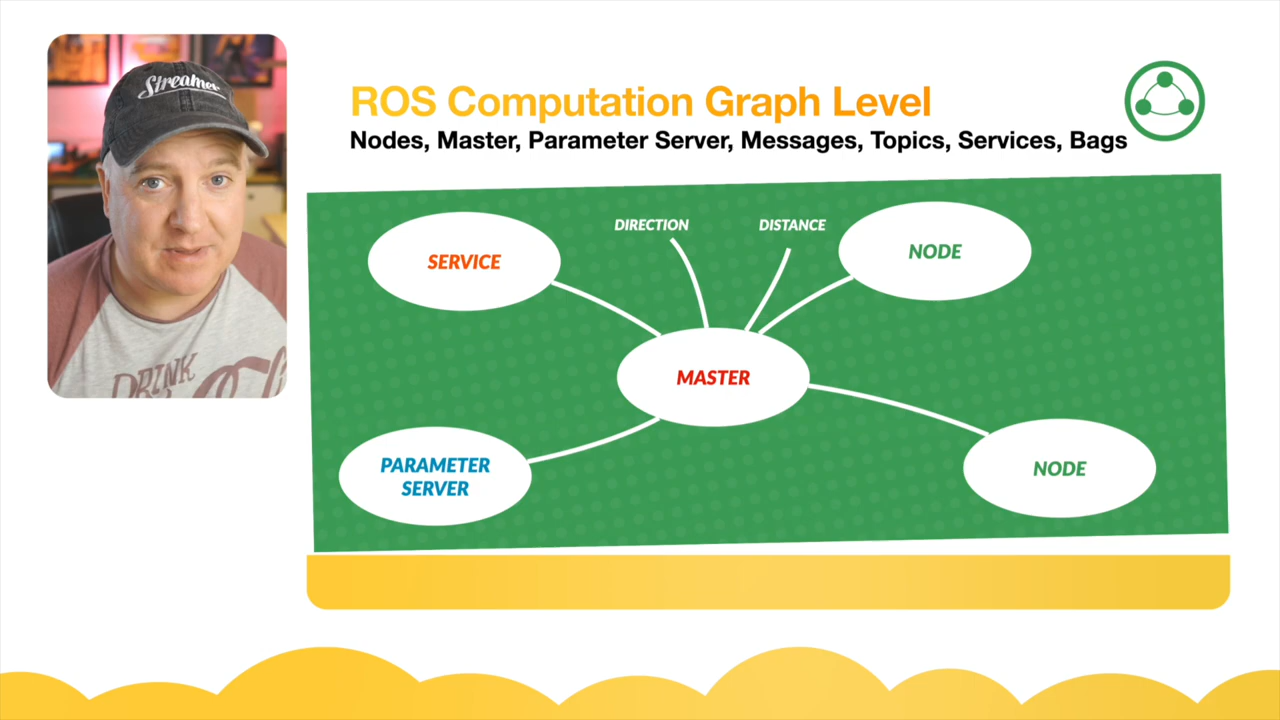 Streamer
DRINK
ROS Computation Graph Level
Nodes, Master, Parameter Server, Messages, Topics, Services, Bags
DIRECTION
DISTANCE
SERVICE
NODE
MASTER
PARAMETER
SERVER
NODE